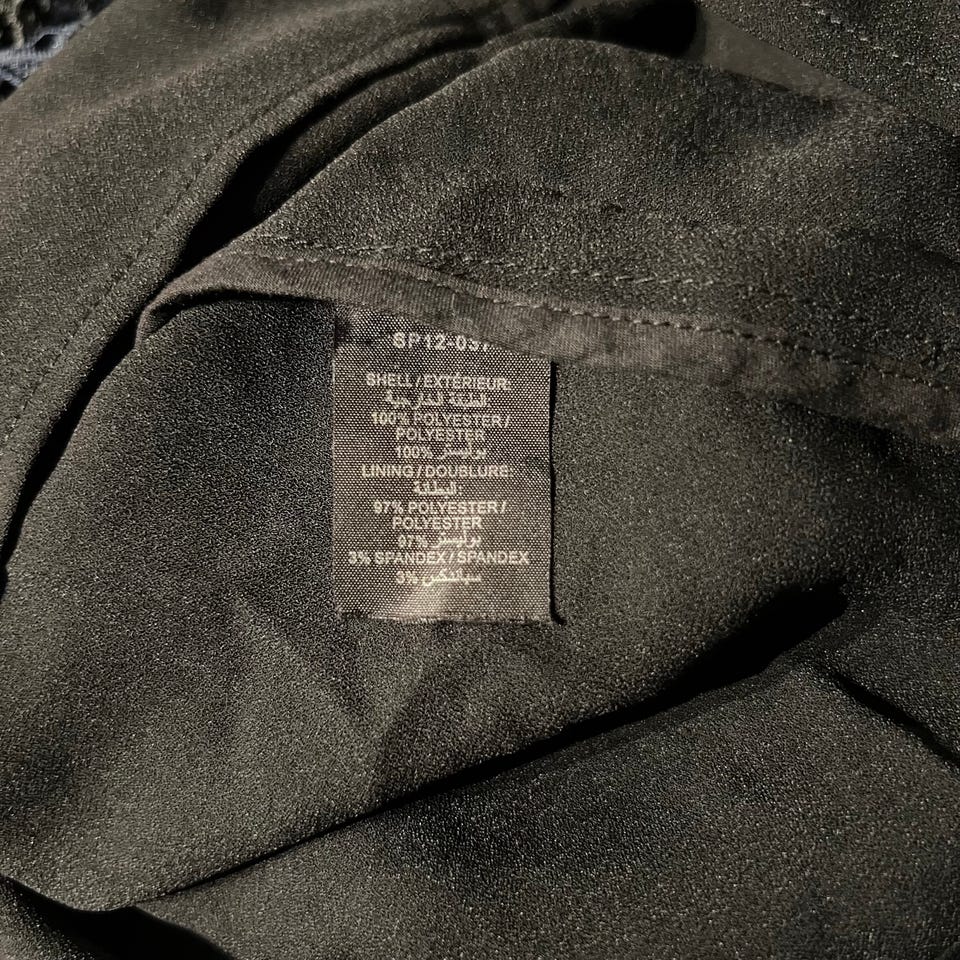 SP12-037
SHELL / EXTÉRIEUR:
الطبقة الخارجية:
100% POLYESTER /
POLYESTER
100% بوليستر
LINING / DOUBLURE:
البطانة:
97% POLYESTER /
POLYESTER
97% بوليستر
3% SPANDEX / SPANDEX
3% سباندكس